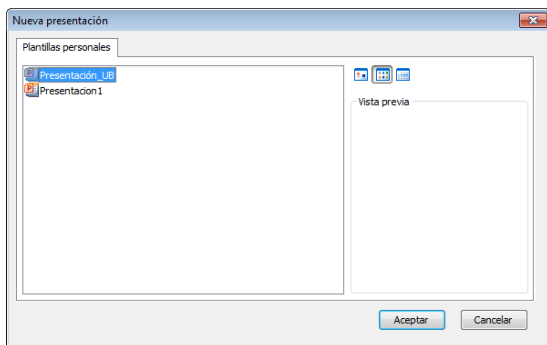 Nueva presentación
Plantillas personales
Presentación_UB
Presentacion1
Vista previa
Aceptar
Cancelar